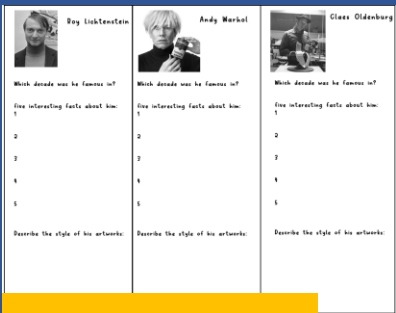 Roy Lichtenstein
Which decade was he famous in?
five interesting facts about him:
1
2
3
4
5
Describe the style of his artworks:
Andy Warhol
Which decade was he famous in?
five interesting facts about him:
1
2
3
4
5
Describe the style of his artworks:
Claes Oldenburg
Which decade was he famous in?
five interesting facts about him:
1
2
3
4
5
Describe the style of his artworks: